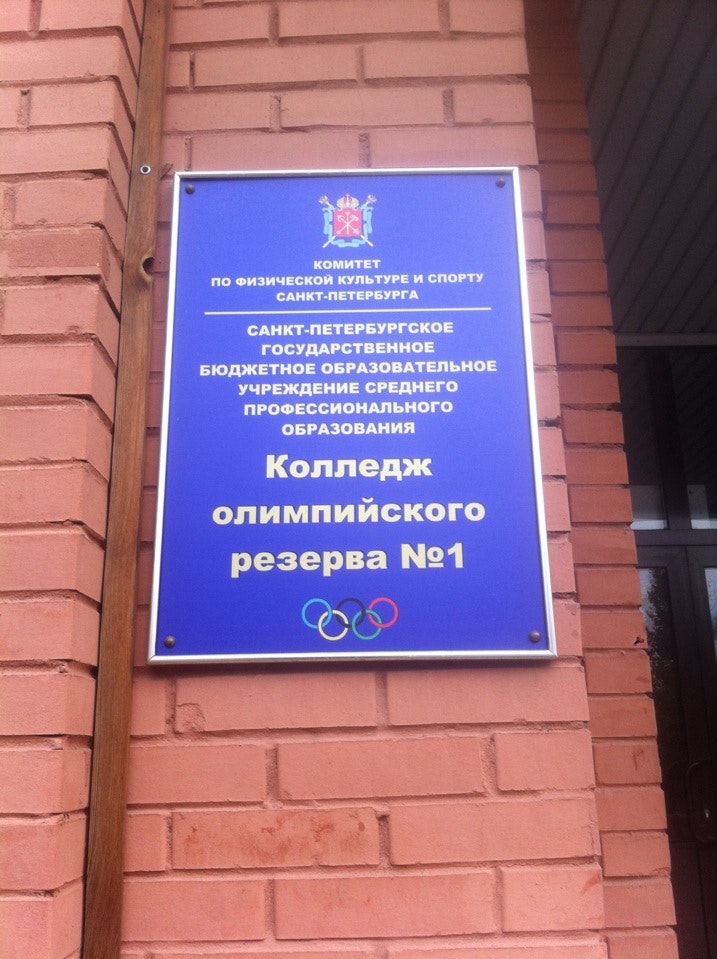 КОМИТЕТ
ПО ФИЗИЧЕСКОЙ КУЛЬТУРЕ И СПОРТУ
САНКТ-ПЕТЕРБУРГА
САНКТ-ПЕТЕРБУРГСКОЕ
ГОСУДАРСТВЕННОЕ
БЮДЖЕТНОЕ ОБРАЗОВАТЕЛЬНОЕ
УЧРЕЖДЕНИЕ СРЕДНЕГО
ПРОФЕССИОНАЛЬНОГО
ОБРАЗОВАНИЯ
Колледж
олимпийского
резерва №1